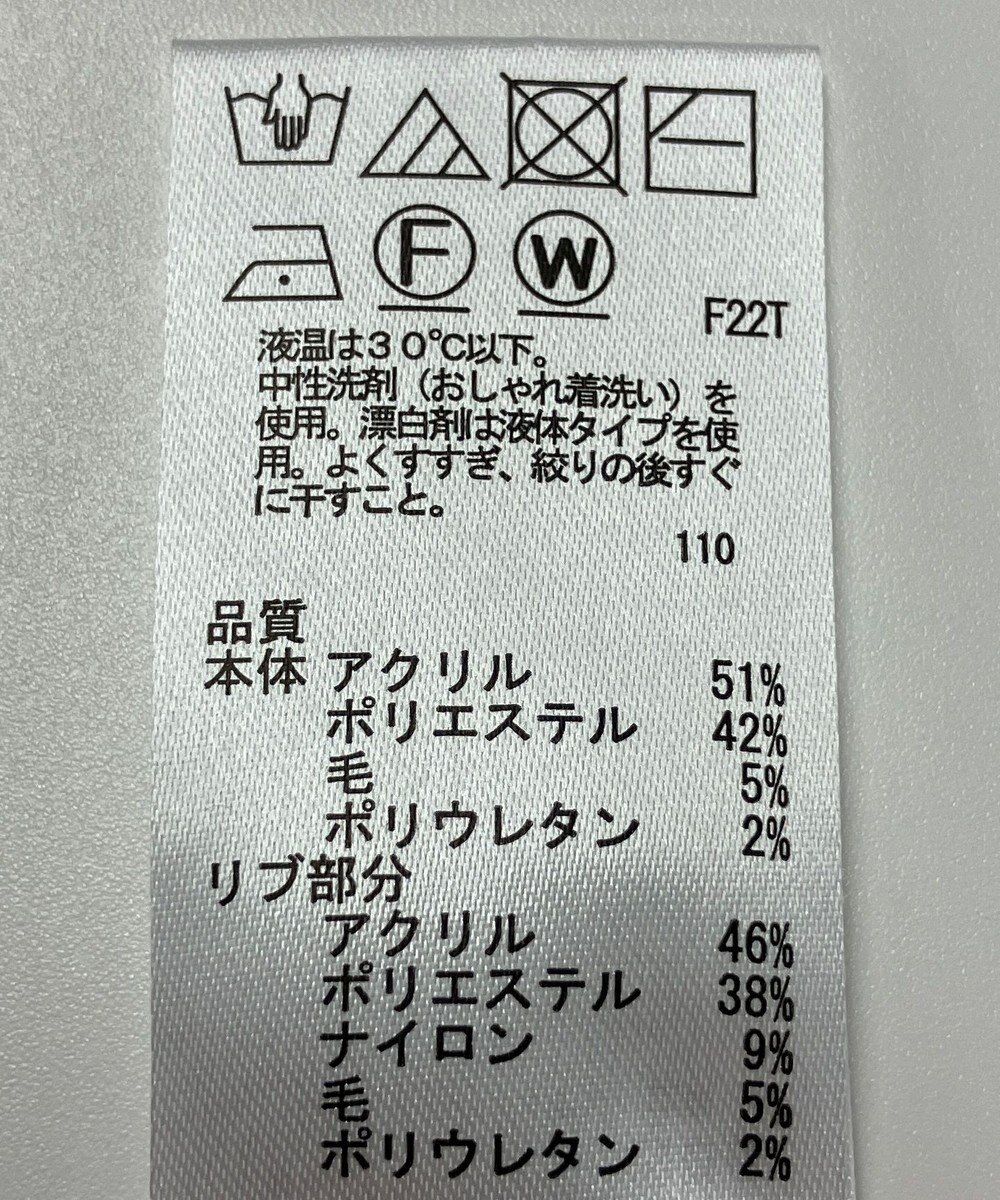 F
W
F22T
液温は30℃以下。
中性洗剤（おしゃれ着洗い）を
使用。漂白剤は液体タイプを使
用。よくすすぎ、絞りの後すぐ
に干すこと。
110
品質
本体 アクリル 51%
ポリエステル 42%
毛 5%
ポリウレタン 2%
リブ部分
アクリル 46%
ポリエステル 38%
ナイロン 9%
毛 5%
ポリウレタン 2%